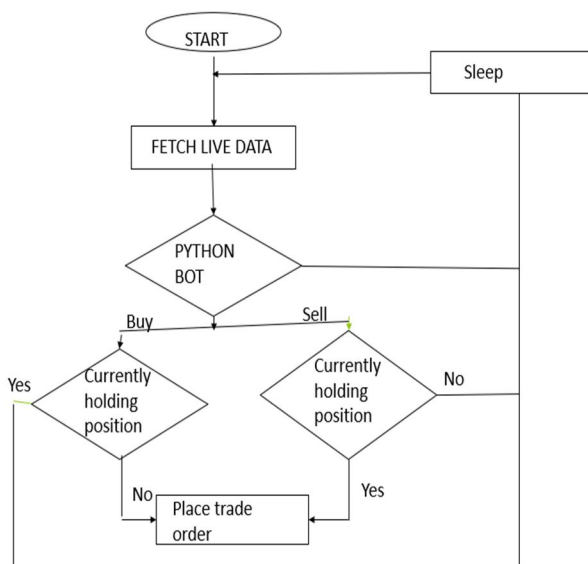 START
Sleep
FETCH LIVE DATA
PYTHON
BOT
Buy
Sell
Yes
Currently
holding
position
Currently
holding
position
No
No
Yes
Place trade
order